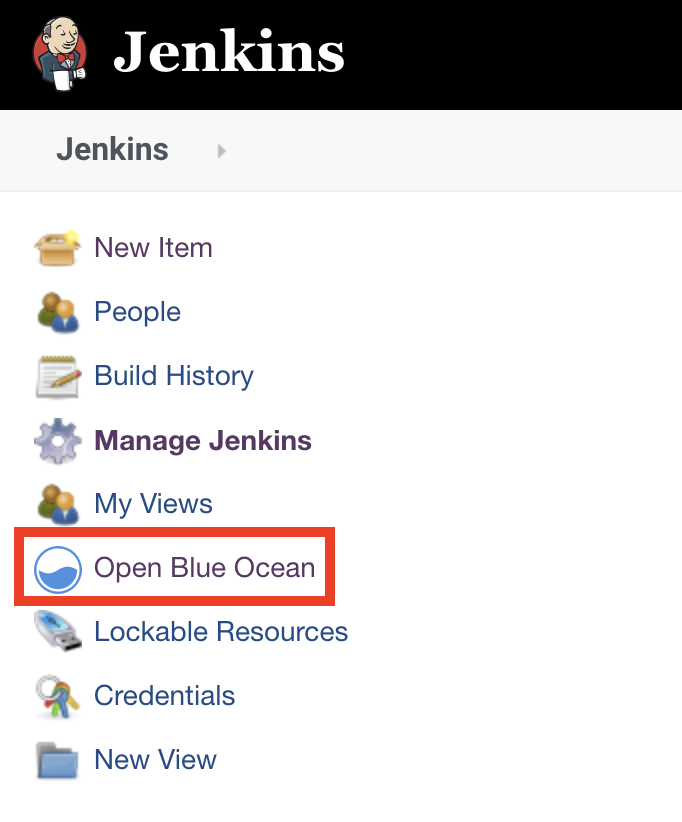 Jenkins
Jenkins
New Item
People
Build History
Manage Jenkins
My Views
Open Blue Ocean
Lockable Resources
Credentials
New View